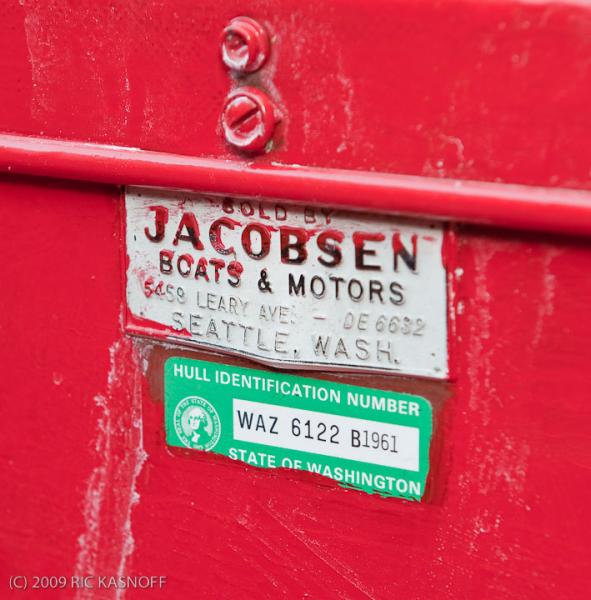 SOLD BY
JACOBSEN
BOATS & MOTORS
5459 LEARY AVE. - DE 6632
SEATTLE, WASH.
HULL IDENTIFICATION NUMBER
WAZ 6122 B1961
STATE OF WASHINGTON
(C) 2009 RIC KASNOFF